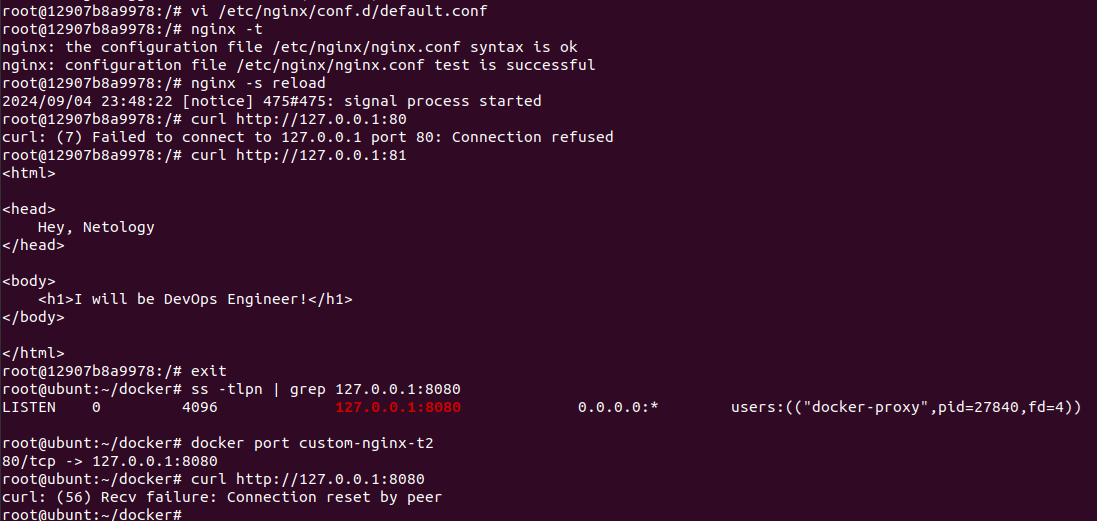 root@12907b8a9978:/# vi /etc/nginx/conf.d/default.conf
root@12907b8a9978:/# nginx -t
nginx: the configuration file /etc/nginx/nginx.conf syntax is ok
nginx: configuration file /etc/nginx/nginx.conf test is successful
root@12907b8a9978:/# nginx -s reload
2024/09/04 23:48:22 [notice] 475#475: signal process started
root@12907b8a9978:/# curl http://127.0.0.1:80
curl: (7) Failed to connect to 127.0.0.1 port 80: Connection refused
root@12907b8a9978:/# curl http://127.0.0.1:81
<html>
<head>
    Hey, Netology
</head>
<body>
    <h1>I will be DevOps Engineer!</h1>
</body>
</html>
root@12907b8a9978:/# exit
root@ubunt:~/docker# ss -tlpn | grep 127.0.0.1:8080
LISTEN    0         4096             127.0.0.1:8080             0.0.0.0:*        users:(("docker-proxy",pid=27840,fd=4))
root@ubunt:~/docker# docker port custom-nginx-t2
80/tcp -> 127.0.0.1:8080
root@ubunt:~/docker# curl http://127.0.0.1:8080
curl: (56) Recv failure: Connection reset by peer
root@ubunt:~/docker#